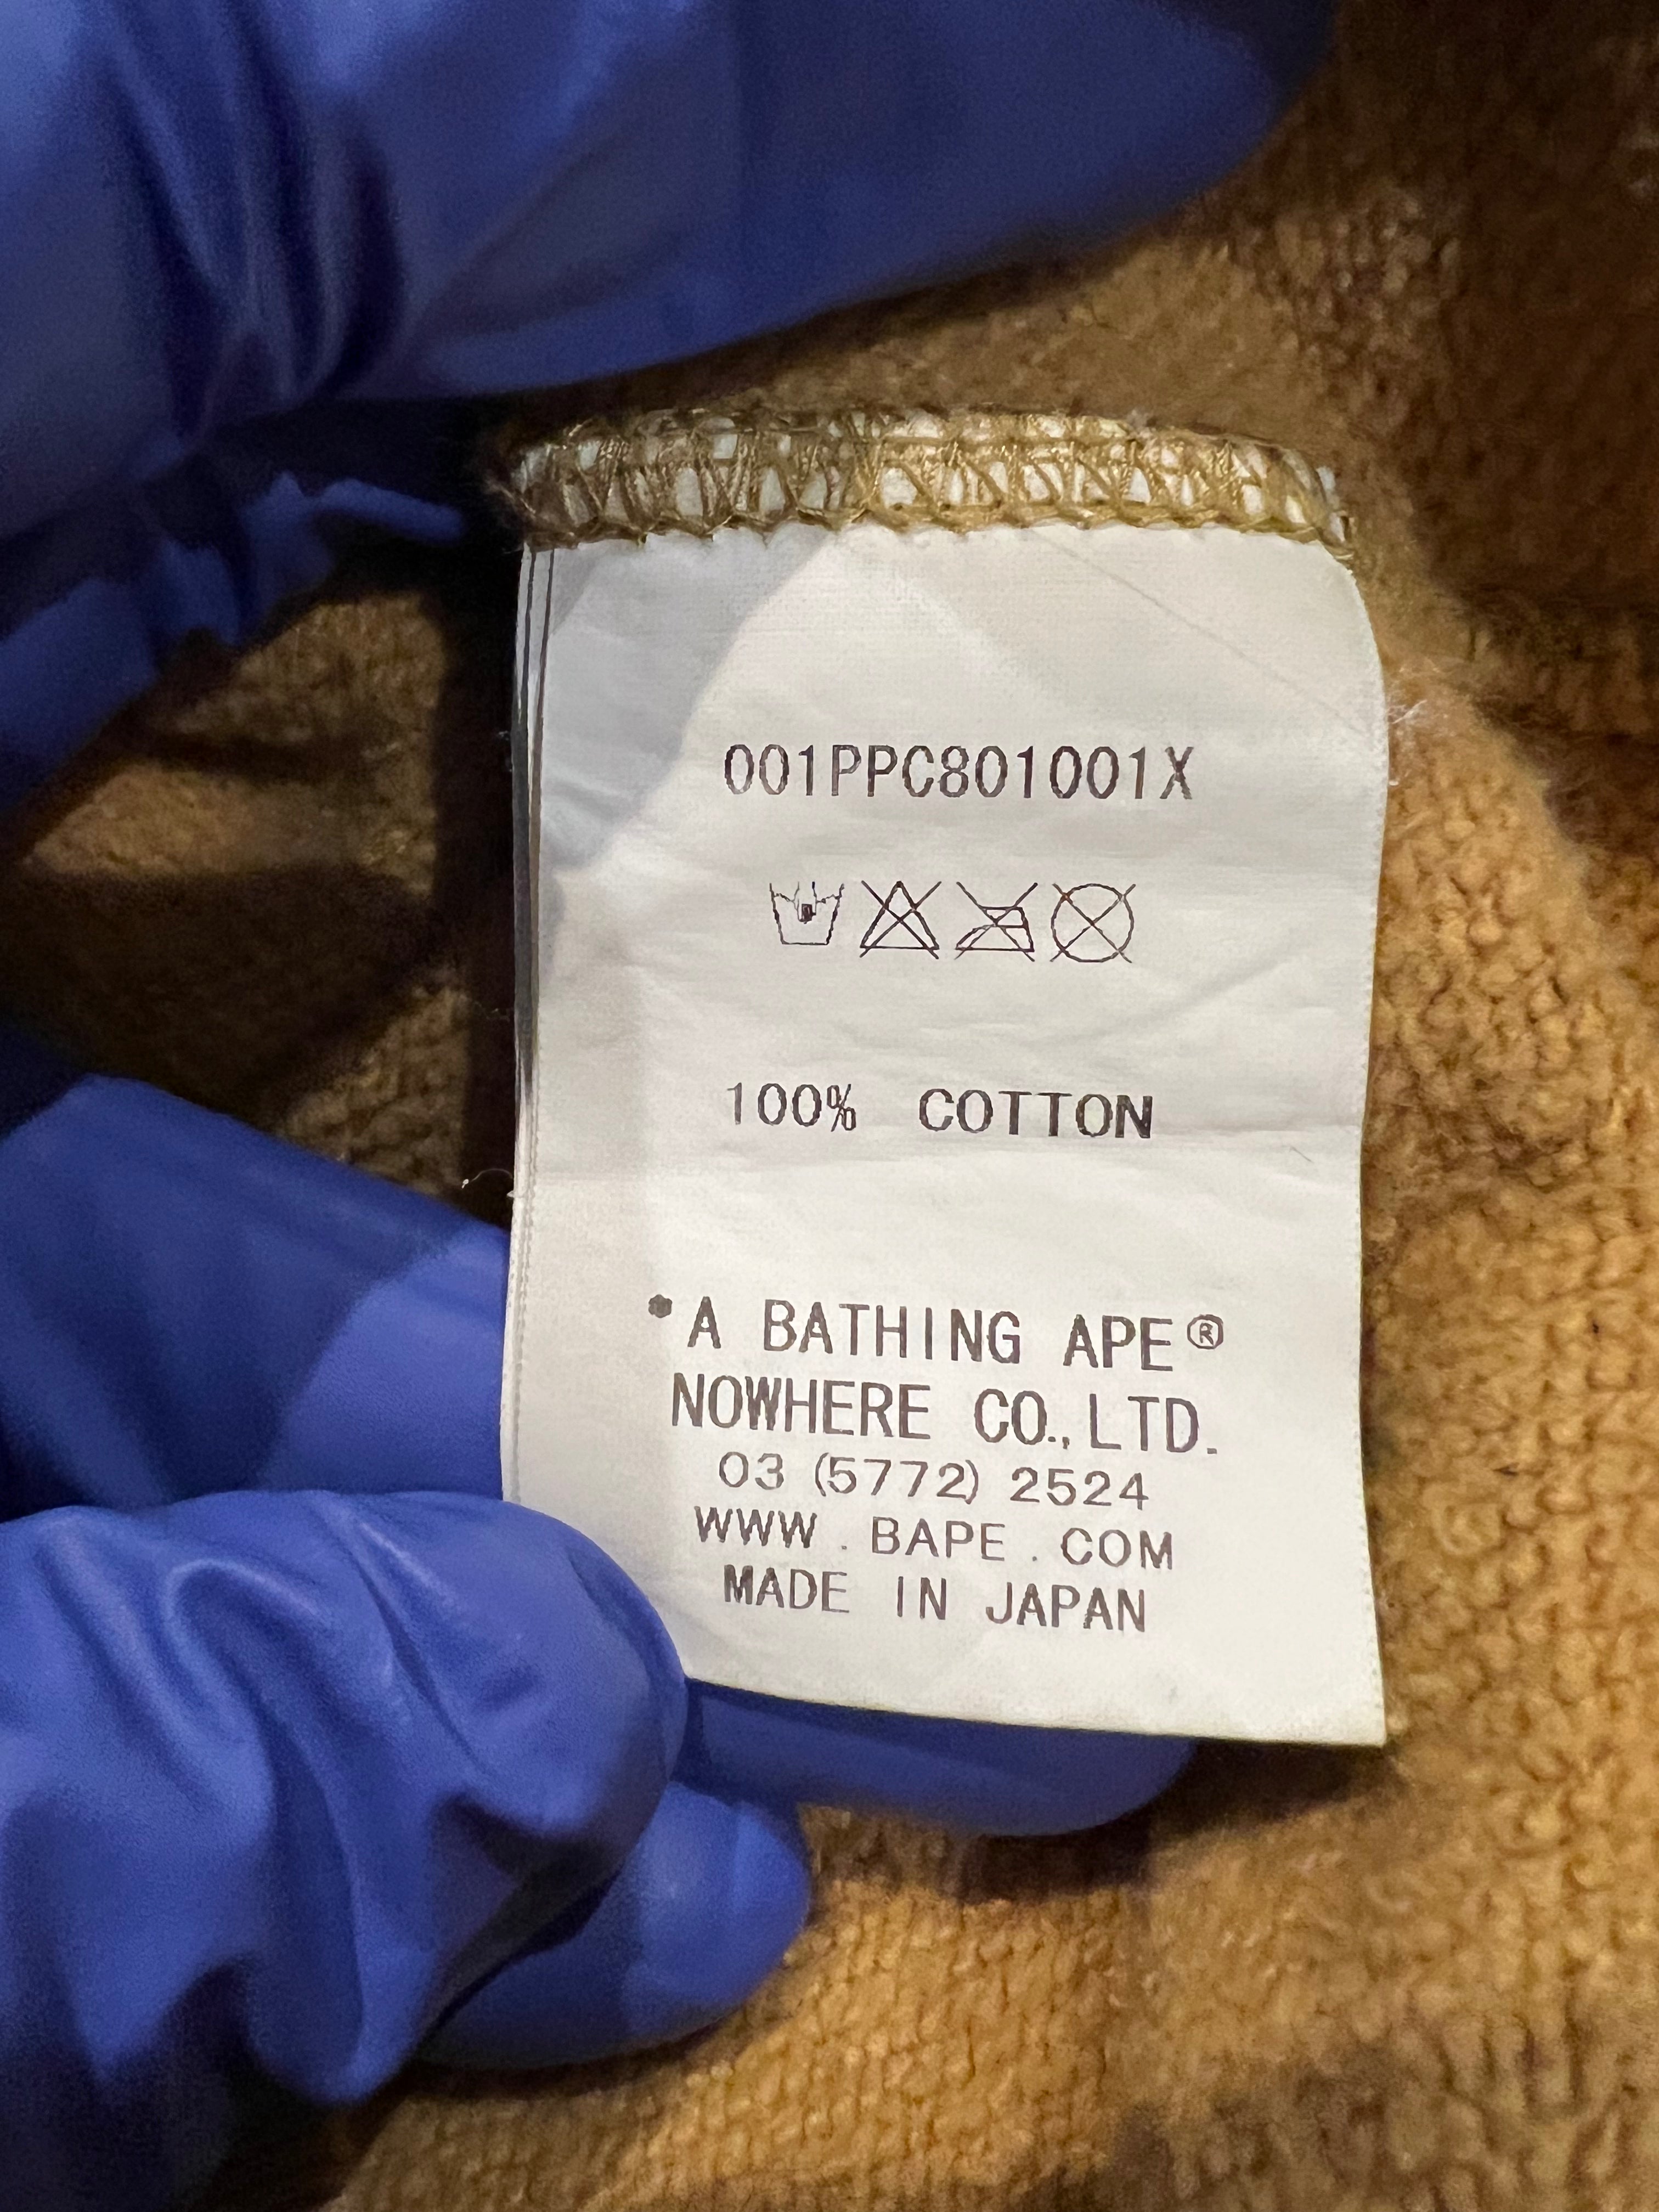 001PPC801001X
100% COTTON
•A BATHING APE®
NOWHERE CO.,LTD.
03 (5772) 2524
WWW . BAPE . COM
MADE IN JAPAN